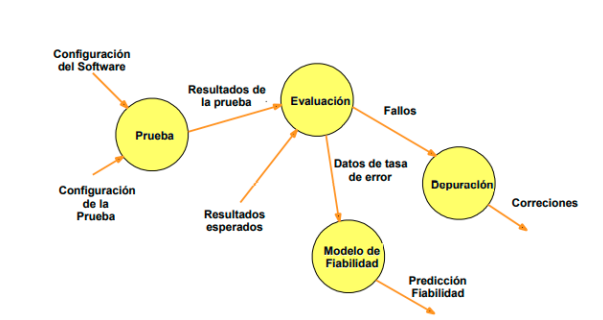 Configuración
del Software
Resultados de
la prueba
Evaluación
Fallos
Prueba
Datos de tasa
de error
Depuración
Configuración
de la
Prueba
Resultados
esperados
Correciones
Modelo de
Fiabilidad
Predicción
Fiabilidad